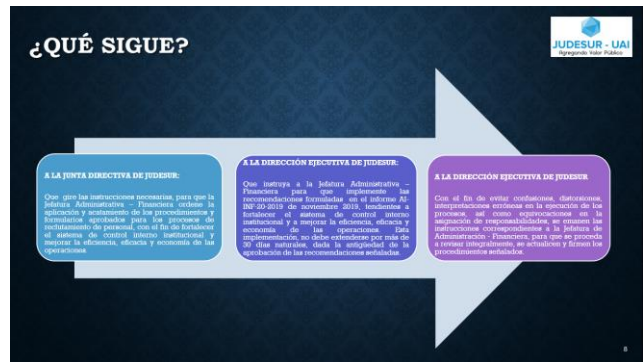 ¿QUÉ SIGUE?
JUDESUR - UAI
Agregando Valor Público
A LA JUNTA DIRECTIVA DE JUDESUR:
Que gire las instrucciones necesarias, para que la
Jefatura Administrativa – Financiera ordene la
aplicación y acatamiento de los procedimientos y
formularios aprobados para los procesos de
reclutamiento de personal, con el fin de fortalecer
el sistema de control interno institucional y
mejorar la eficiencia, eficacia y economía de las
operaciones.
A LA DIRECCIÓN EJECUTIVA DE JUDESUR:
Que instruya a la Jefatura Administrativa –
Financiera para que implemente las
recomendaciones formuladas en el informe AI-
INF-20-2019 de noviembre 2019, tendientes a
fortalecer el sistema de control interno
institucional y a mejorar la eficiencia, eficacia y
economía de las operaciones. Esta
implementación, no debe extenderse por más de
30 días naturales, dada la antigüedad de la
aprobación de las recomendaciones señaladas.
A LA DIRECCIÓN EJECUTIVA DE JUDESUR
Con el fin de evitar confusiones, distorsiones,
interpretaciones erróneas en la ejecución de los
procesos, así como equivocaciones en la
asignación de responsabilidades, se emanen las
instrucciones correspondientes a la Jefatura de
Administración - Financiera, para que se proceda
a revisar integralmente, se actualicen y firmen los
procedimientos señalados.
8